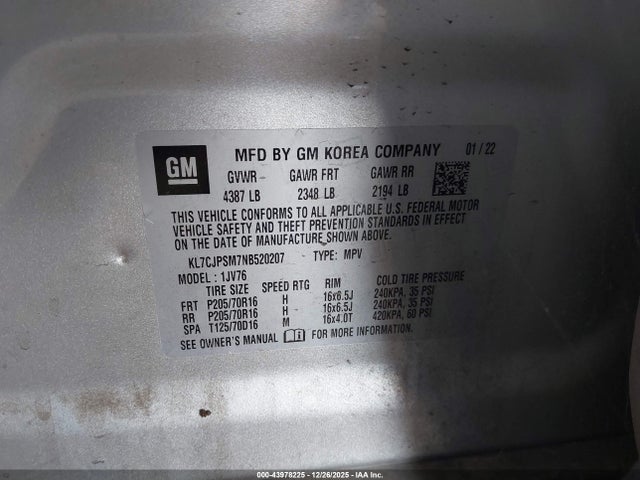 GM
MFD BY GM KOREA COMPANY 01 / 22
GVWR GAWR FRT GAWR RR
4387 LB 2348 LB 2194 LB
THIS VEHICLE CONFORMS TO ALL APPLICABLE U.S. FEDERAL MOTOR
VEHICLE SAFETY AND THEFT PREVENTION STANDARDS IN EFFECT
ON THE DATE OF MANUFACTURE SHOWN ABOVE.
KL7CJPSM7NB520207 TYPE: MPV
MODEL : 1JV76
TIRE SIZE SPEED RTG RIM COLD TIRE PRESSURE
FRT P205/70R16 H 16x6.5J 240KPA, 35 PSI
RR P205/70R16 H 16x6.5J 240KPA, 35 PSI
SPA T125/70D16 M 16x4.0T 420KPA, 60 PSI
SEE OWNER'S MANUAL FOR MORE INFORMATION.
000-43978225 - 12/26/2025 - IAA Inc.